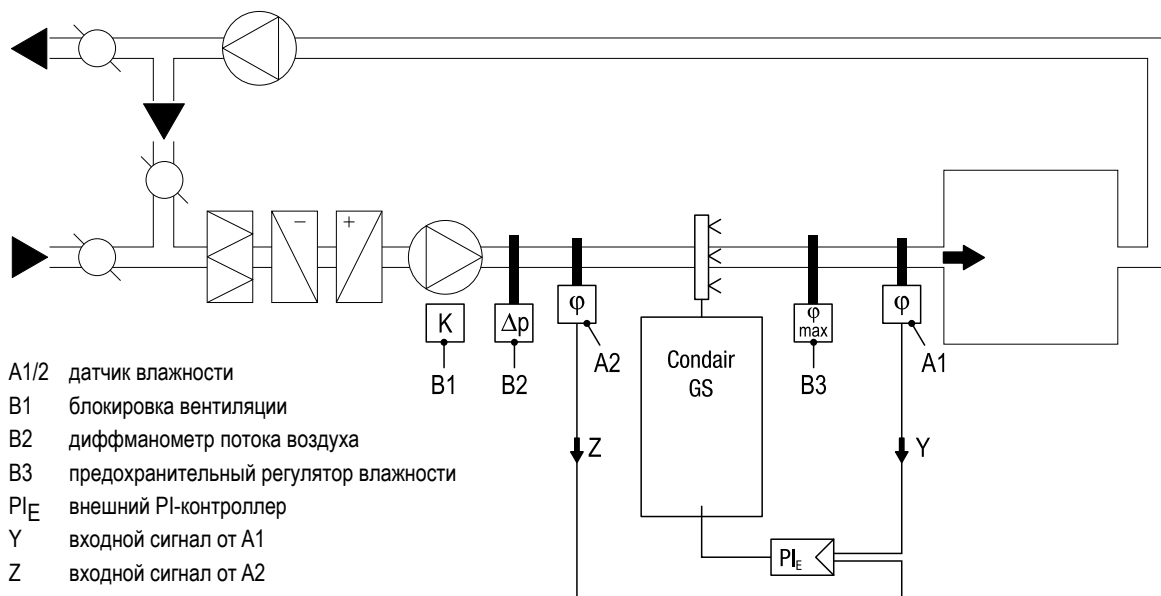 −
+
K
Δp
φ
φ
max
φ
B1
B2
A2
Condair
GS
B3
A1
Z
Y
PIE
A1/2 датчик влажности
B1 блокировка вентиляции
B2 диффманометр потока воздуха
B3 предохранительный регулятор влажности
PIE внешний PI-контроллер
Y входной сигнал от A1
Z входной сигнал от A2